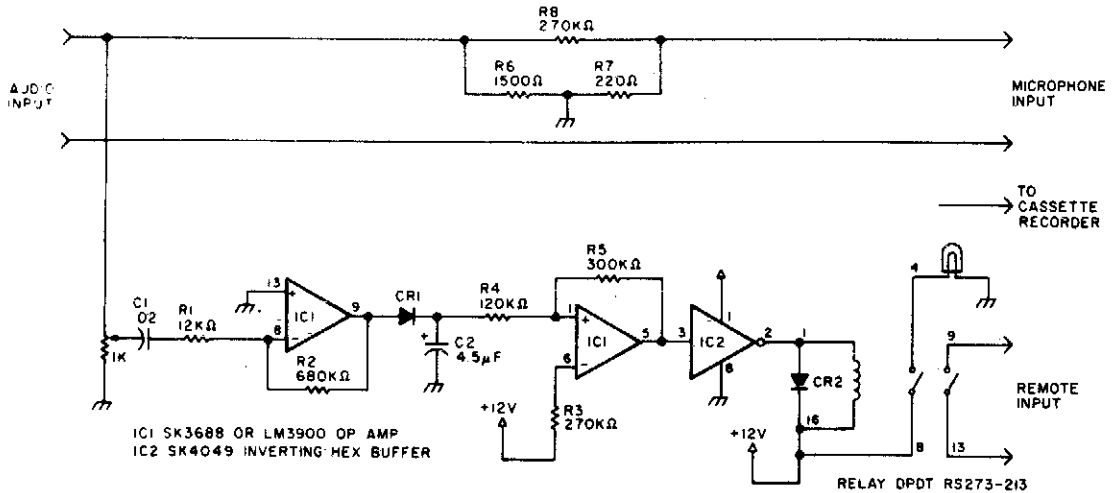 R8
270KΩ
R6
1500Ω
R7
220Ω
INPUT
MICROPHONE
INPUT
TO
CASSETTE
RECORDER
C1
02
R1
12KΩ
1K
13
+
IC1
-
8
9
R2
680KΩ
CR1
+
C2
4.5µF
R4
120KΩ
R5
300KΩ
1
+
IC1
6
-
5
+12V
R3
270KΩ
3
1
IC2
8
2
1
CR2
16
+12V
4
8
9
13
REMOTE
INPUT
IC1 SK3688 OR LM3900 OP AMP
IC2 SK4049 INVERTING HEX BUFFER
RELAY DPDT RS273-213